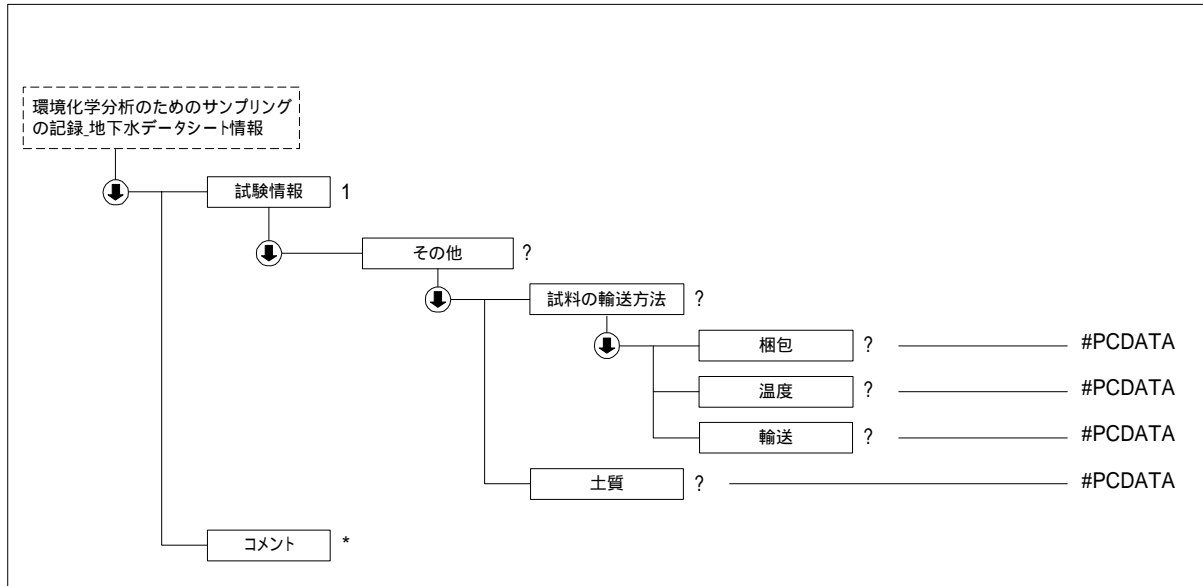 環境化学分析のためのサンプリング
の記録_地下水データシート情報
試験情報 1
その他 ?
試料の輸送方法 ?
梱包 ? #PCDATA
温度 ? #PCDATA
輸送 ? #PCDATA
土質 ? #PCDATA
コメント *